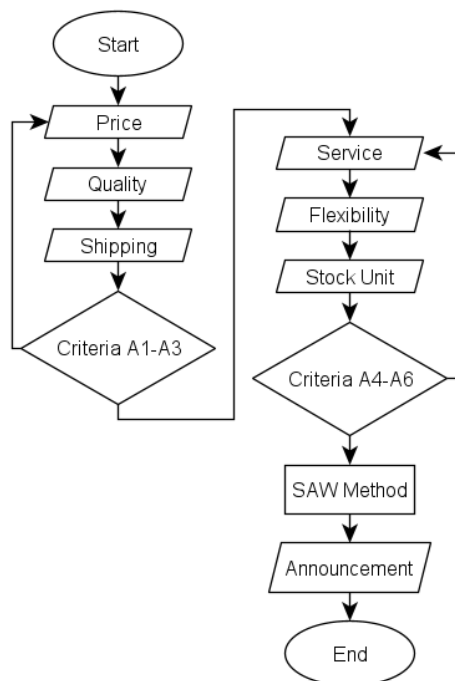 Start
Price
Quality
Shipping
Criteria A1-A3
Service
Flexibility
Stock Unit
Criteria A4-A6
SAW Method
Announcement
End